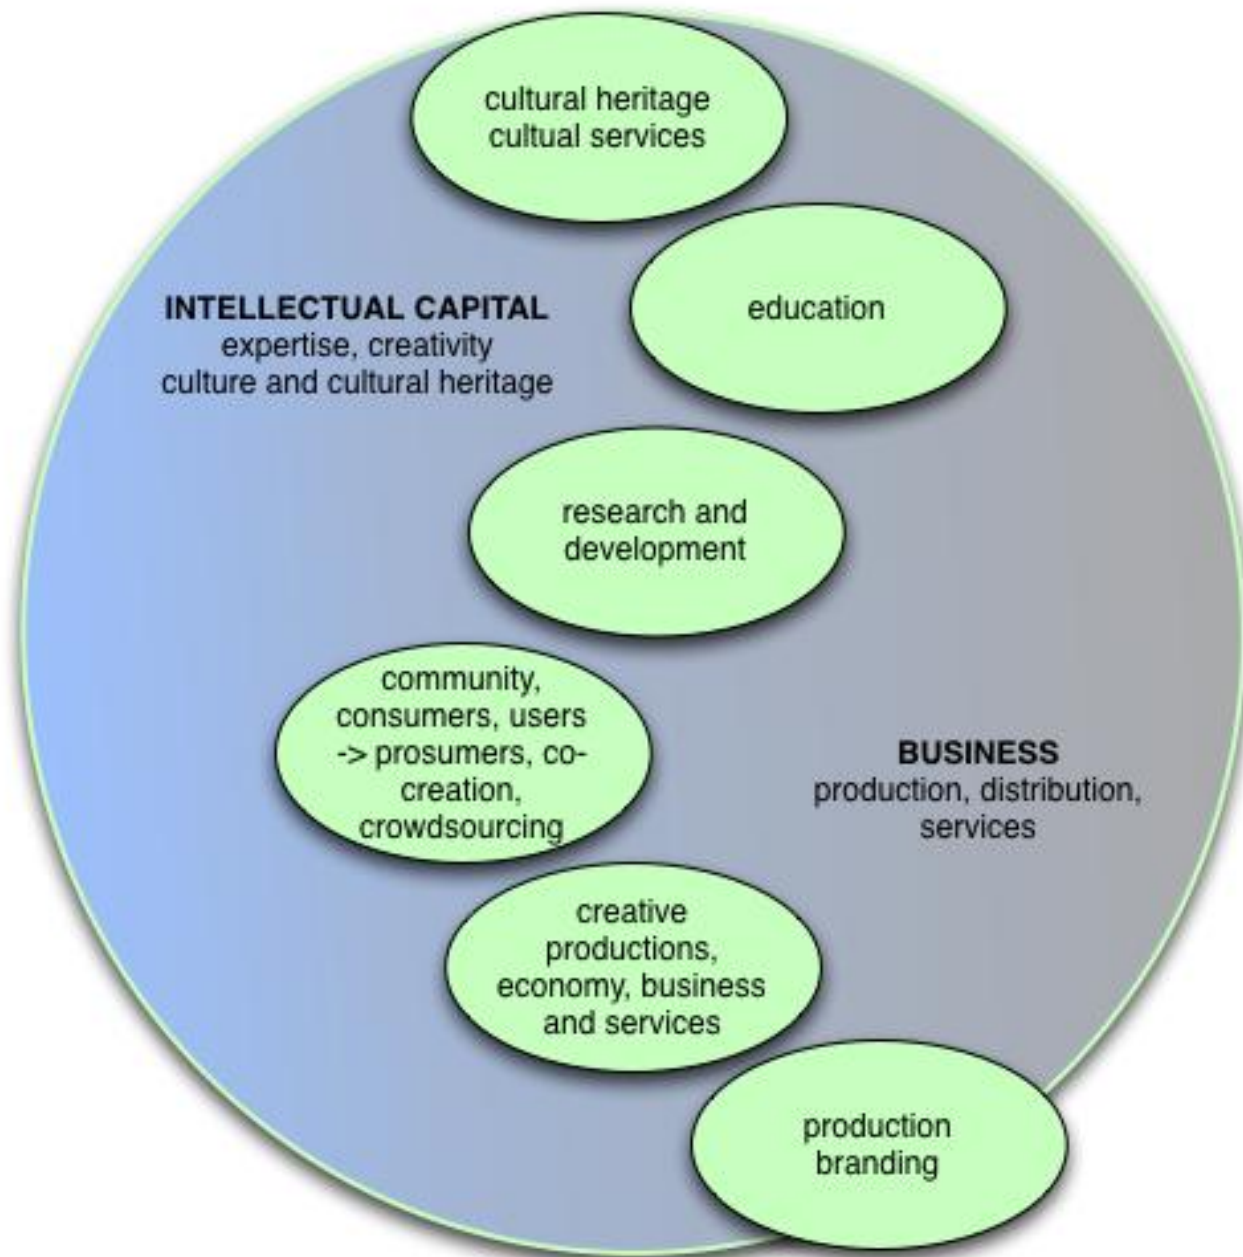 cultural heritage
cultual services
education
INTELLECTUAL CAPITAL
expertise, creativity
culture and cultural heritage
research and
development
community,
consumers, users
-> prosumers, co-
creation,
crowdsourcing
BUSINESS
production, distribution,
services
creative
productions,
economy, business
and services
production
branding